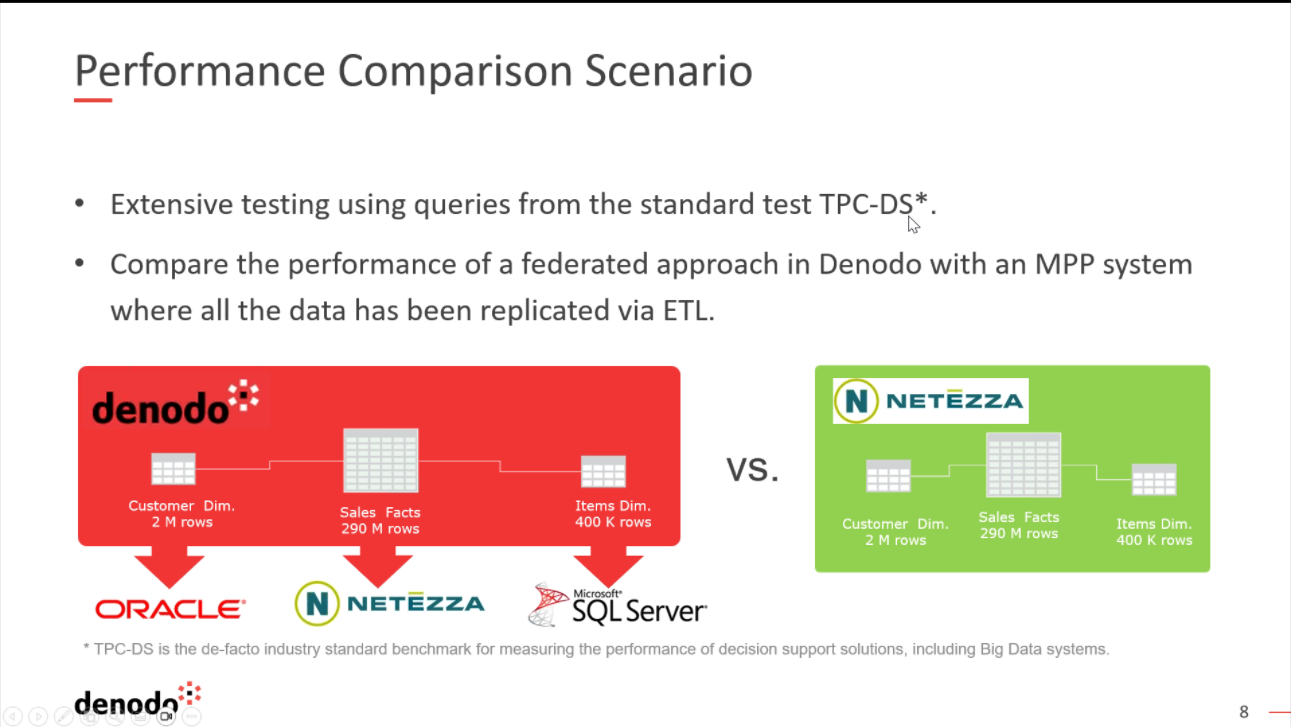 Performance Comparison Scenario
• Extensive testing using queries from the standard test TPC-DS*.
• Compare the performance of a federated approach in Denodo with an MPP system
where all the data has been replicated via ETL.
denodo
Customer Dim.
2 M rows
Sales Facts
290 M rows
Items Dim.
400 K rows
ORACLE®
N NETEZZA
Microsoft®
SQL Server®
vs.
N NETEZZA
Customer Dim.
2 M rows
Sales Facts
290 M rows
Items Dim.
400 K rows
* TPC-DS is the de-facto industry standard benchmark for measuring the performance of decision support solutions, including Big Data systems.
denodo
8